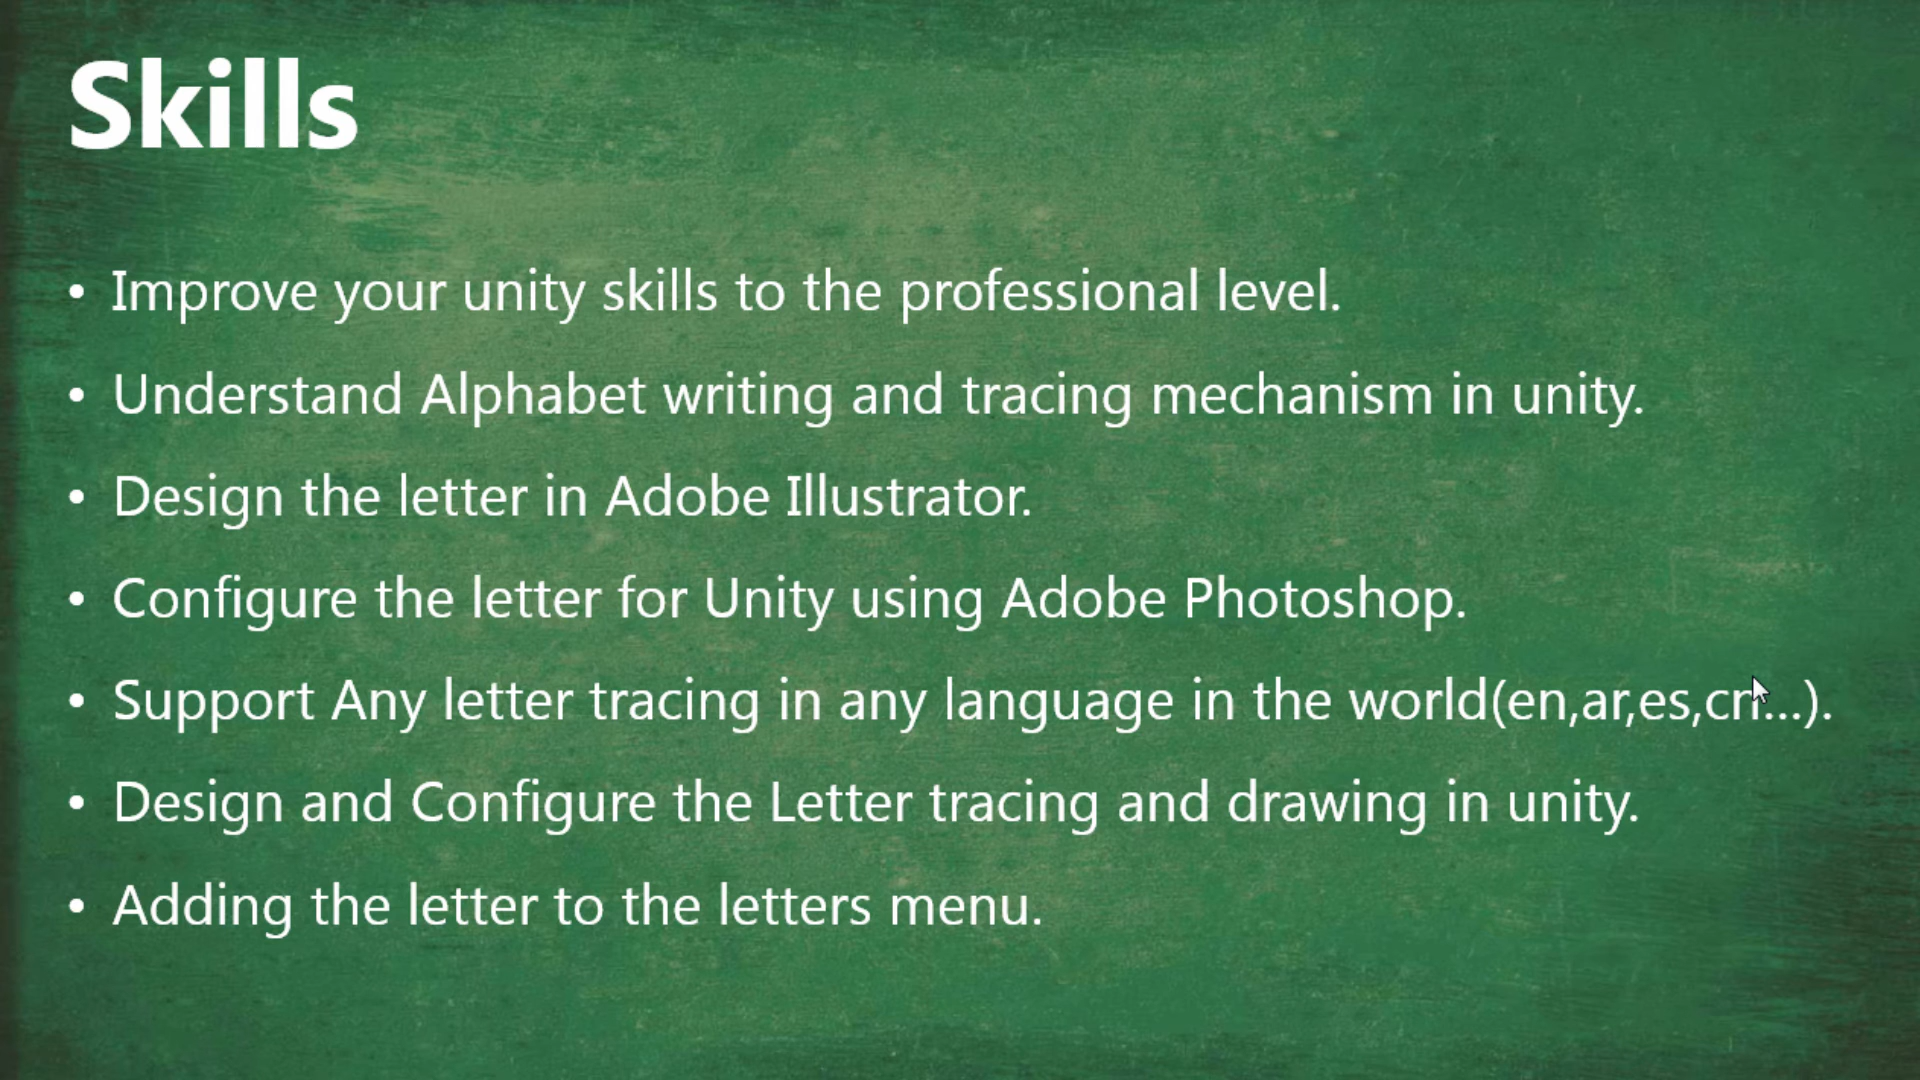 Skills
• Improve your unity skills to the professional level.
• Understand Alphabet writing and tracing mechanism in unity.
• Design the letter in Adobe Illustrator.
• Configure the letter for Unity using Adobe Photoshop.
• Support Any letter tracing in any language in the world(en,ar,es,cn...).
• Design and Configure the Letter tracing and drawing in unity.
• Adding the letter to the letters menu.